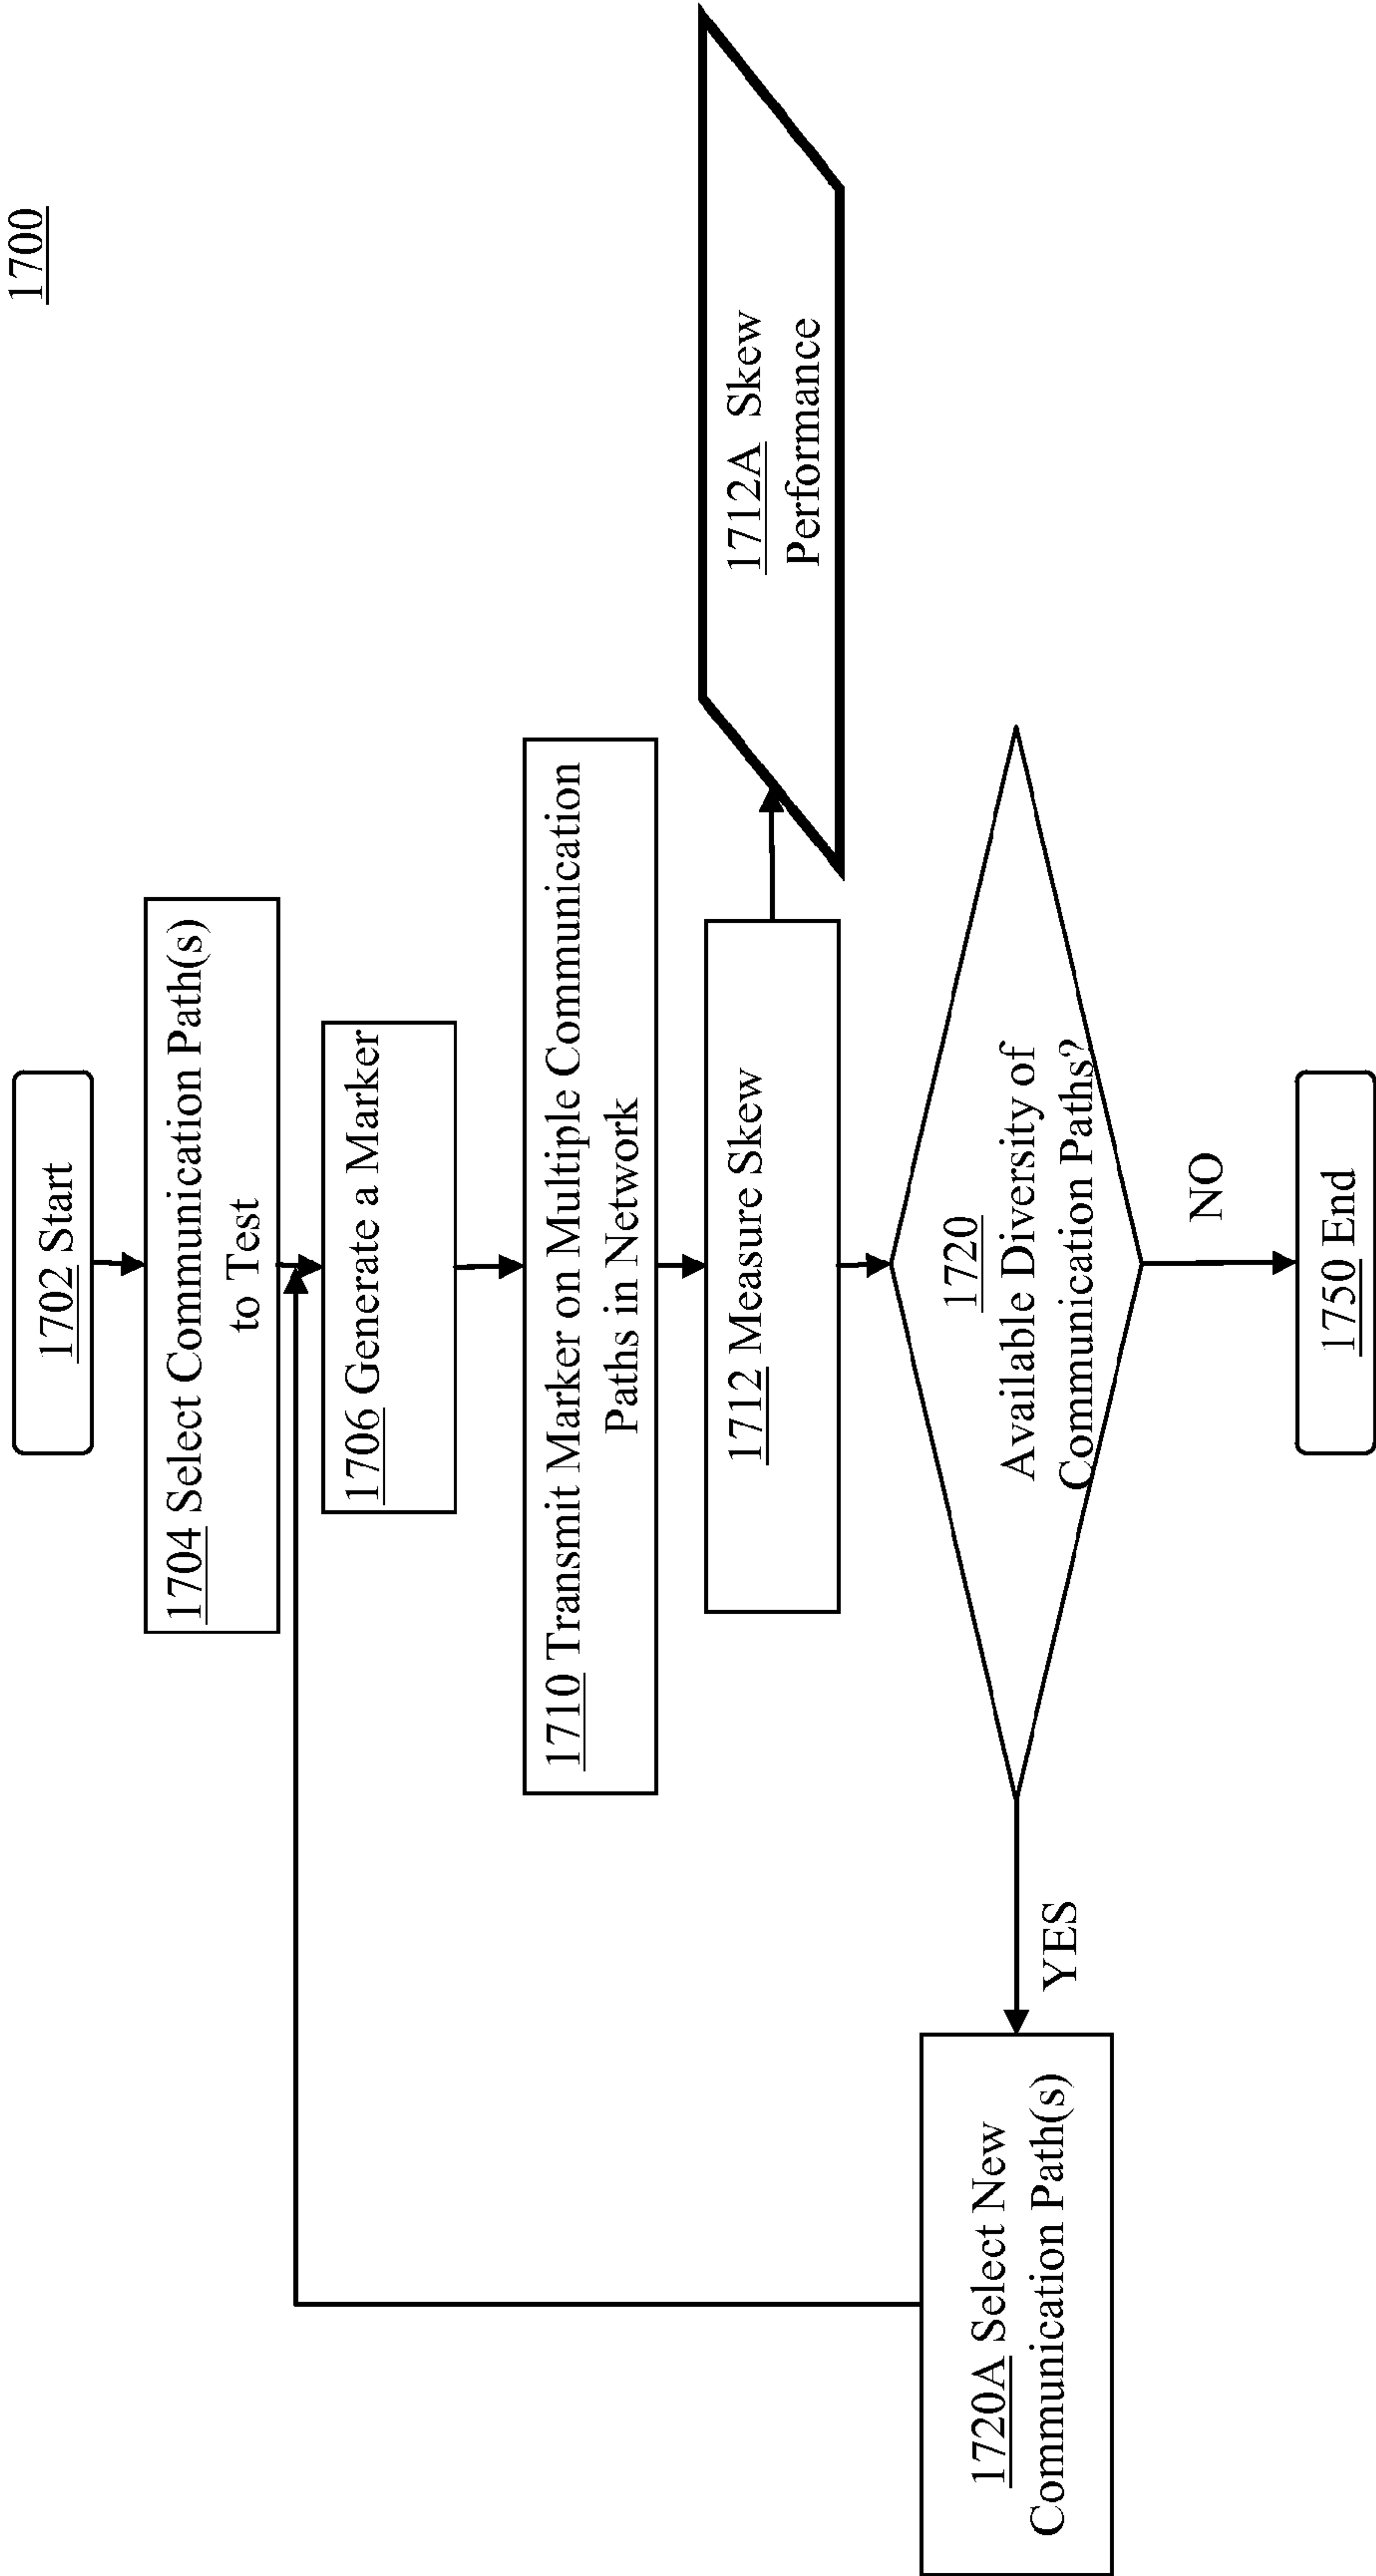 1700
1702 Start
1704 Select Communication Path(s)
to Test
1706 Generate a Marker
1710 Transmit Marker on Multiple Communication
Paths in Network
1712 Measure Skew
1712A Skew
Performance
1720
Available Diversity of
Communication Paths?
YES
NO
1720A Select New
Communication Path(s)
1750 End